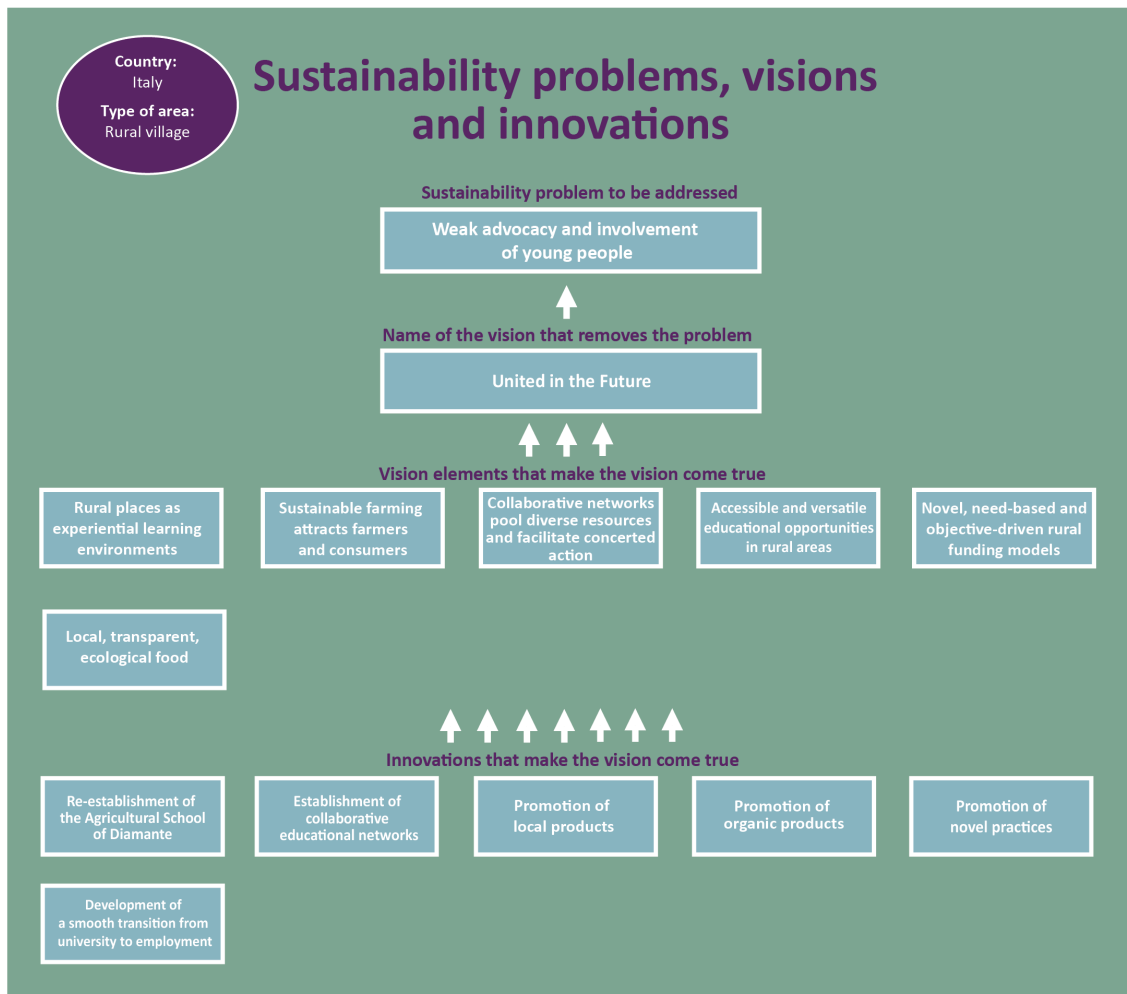 Country:
Italy
Type of area:
Rural village
Sustainability problems, visions
and innovations
Sustainability problem to be addressed
Weak advocacy and involvement
of young people
Name of the vision that removes the problem
United in the Future
Vision elements that make the vision come true
Rural places as
experiential learning
environments
Sustainable farming
attracts farmers
and consumers
Collaborative networks
pool diverse resources
and facilitate concerted
action
Accessible and versatile
educational opportunities
in rural areas
Novel, need-based and
objective-driven rural
funding models
Local, transparent,
ecological food
Innovations that make the vision come true
Re-establishment of
the Agricultural School
of Diamante
Establishment of
collaborative
educational networks
Promotion of
local products
Promotion of
organic products
Promotion of
novel practices
Development of
a smooth transition from
university to employment